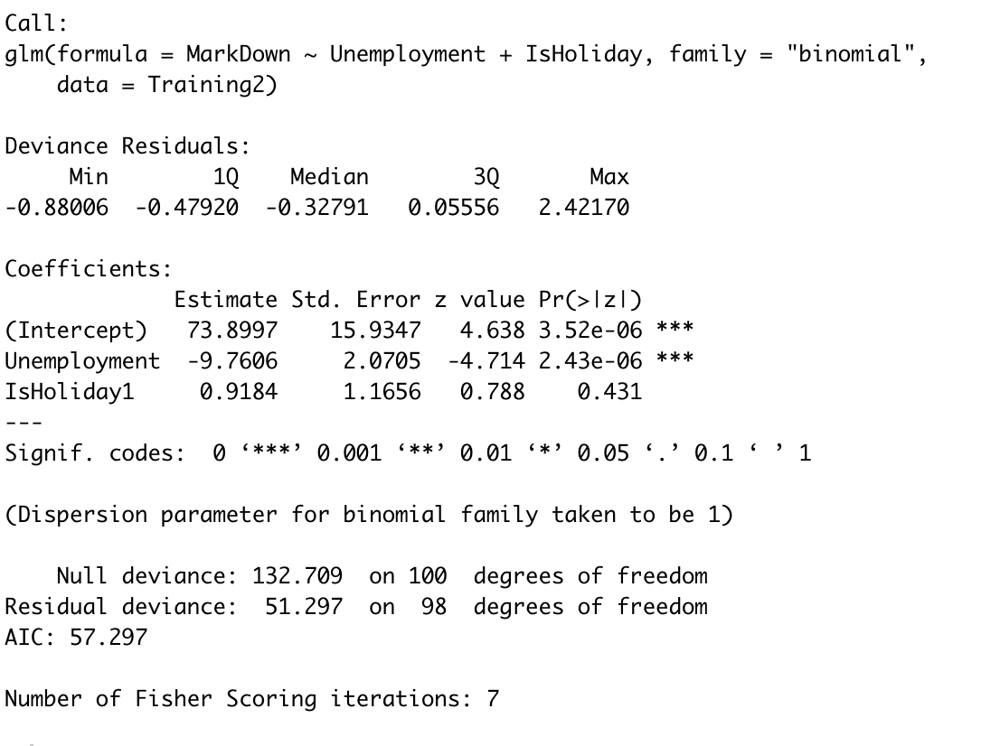 Call:
glm(formula = MarkDown ~ Unemployment + IsHoliday, family = "binomial",
    data = Training2)
Deviance Residuals:
     Min        1Q    Median        3Q       Max
-0.88006  -0.47920  -0.32791   0.05556   2.42170
Coefficients:
             Estimate Std. Error z value Pr(>|z|)
(Intercept)   73.8997    15.9347   4.638 3.52e-06 ***
Unemployment  -9.7606     2.0705  -4.714 2.43e-06 ***
IsHoliday1     0.9184     1.1656   0.788    0.431
---
Signif. codes:  0 ‘***’ 0.001 ‘**’ 0.01 ‘*’ 0.05 ‘.’ 0.1 ‘ ’ 1
(Dispersion parameter for binomial family taken to be 1)
    Null deviance: 132.709  on 100  degrees of freedom
Residual deviance:  51.297  on  98  degrees of freedom
AIC: 57.297
Number of Fisher Scoring iterations: 7